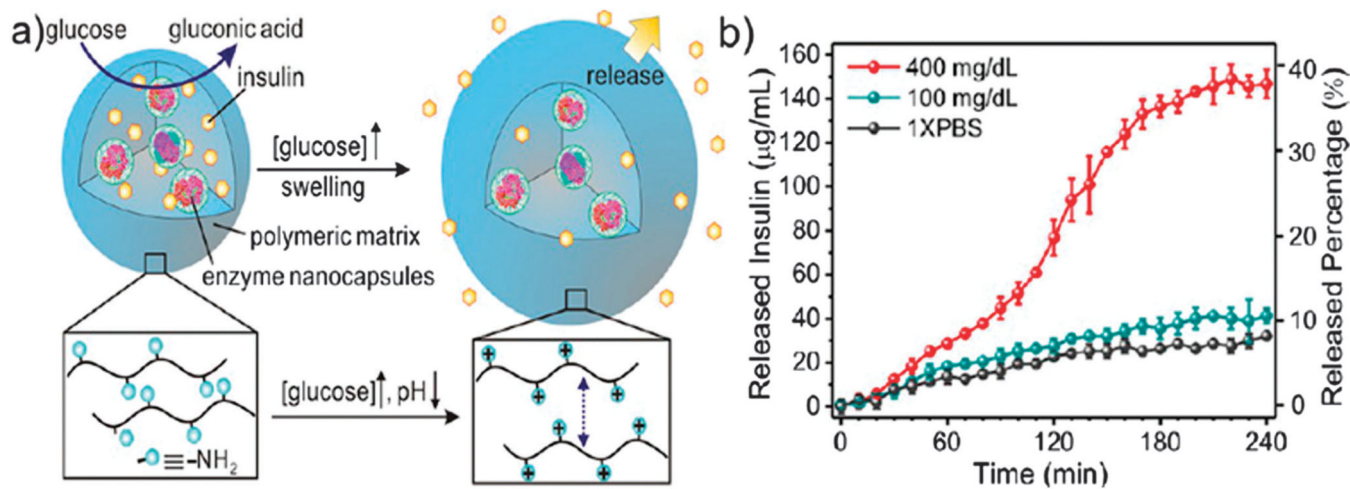 a)
glucose
gluconic acid
insulin
[glucose]↑
swelling
polymeric matrix
enzyme nanocapsules
release
[glucose]↑, pH↓
≡-NH₂
+ + + + + + + +
b)
Released Insulin (μg/mL)
160
140
120
100
80
60
40
20
0
400 mg/dL
100 mg/dL
1XPBS
40
30
20
10
0
Released Percentage (%)
0
60
120
180
240
Time (min)